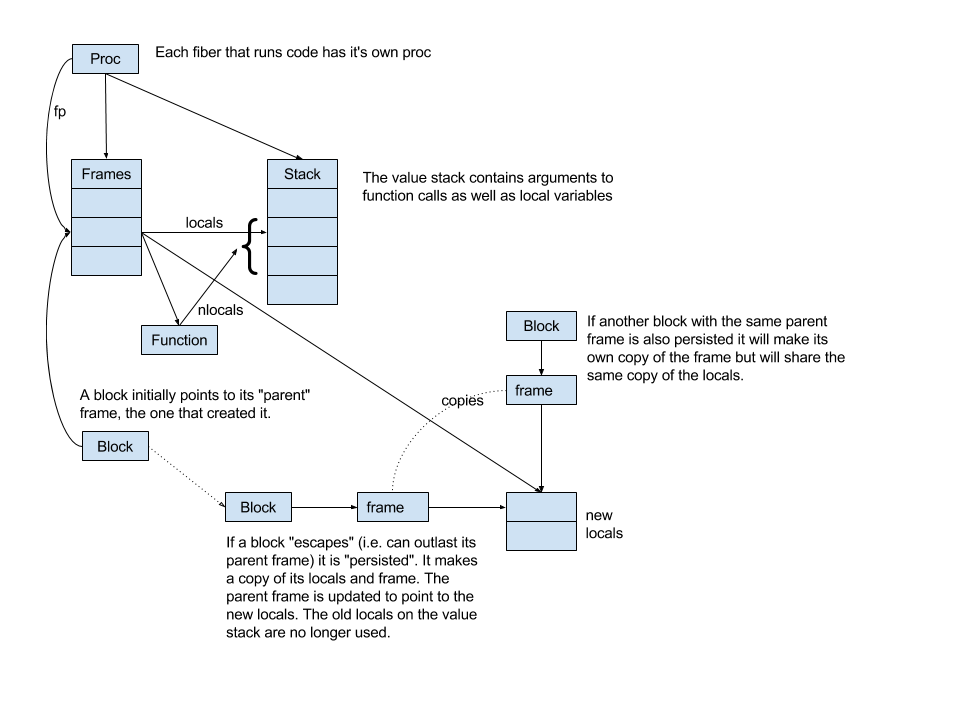 Proc
Each fiber that runs code has it's own proc
fp
Frames
Stack
The value stack contains arguments to
function calls as well as local variables
locals
nlocals
Function
Block
If another block with the same parent
frame is also persisted it will make its
own copy of the frame but will share the
same copy of the locals.
frame
copies
A block initially points to its "parent"
frame, the one that created it.
Block
Block
frame
new
locals
If a block "escapes" (i.e. can outlast its
parent frame) it is "persisted". It makes
a copy of its locals and frame. The
parent frame is updated to point to the
new locals. The old locals on the value
stack are no longer used.